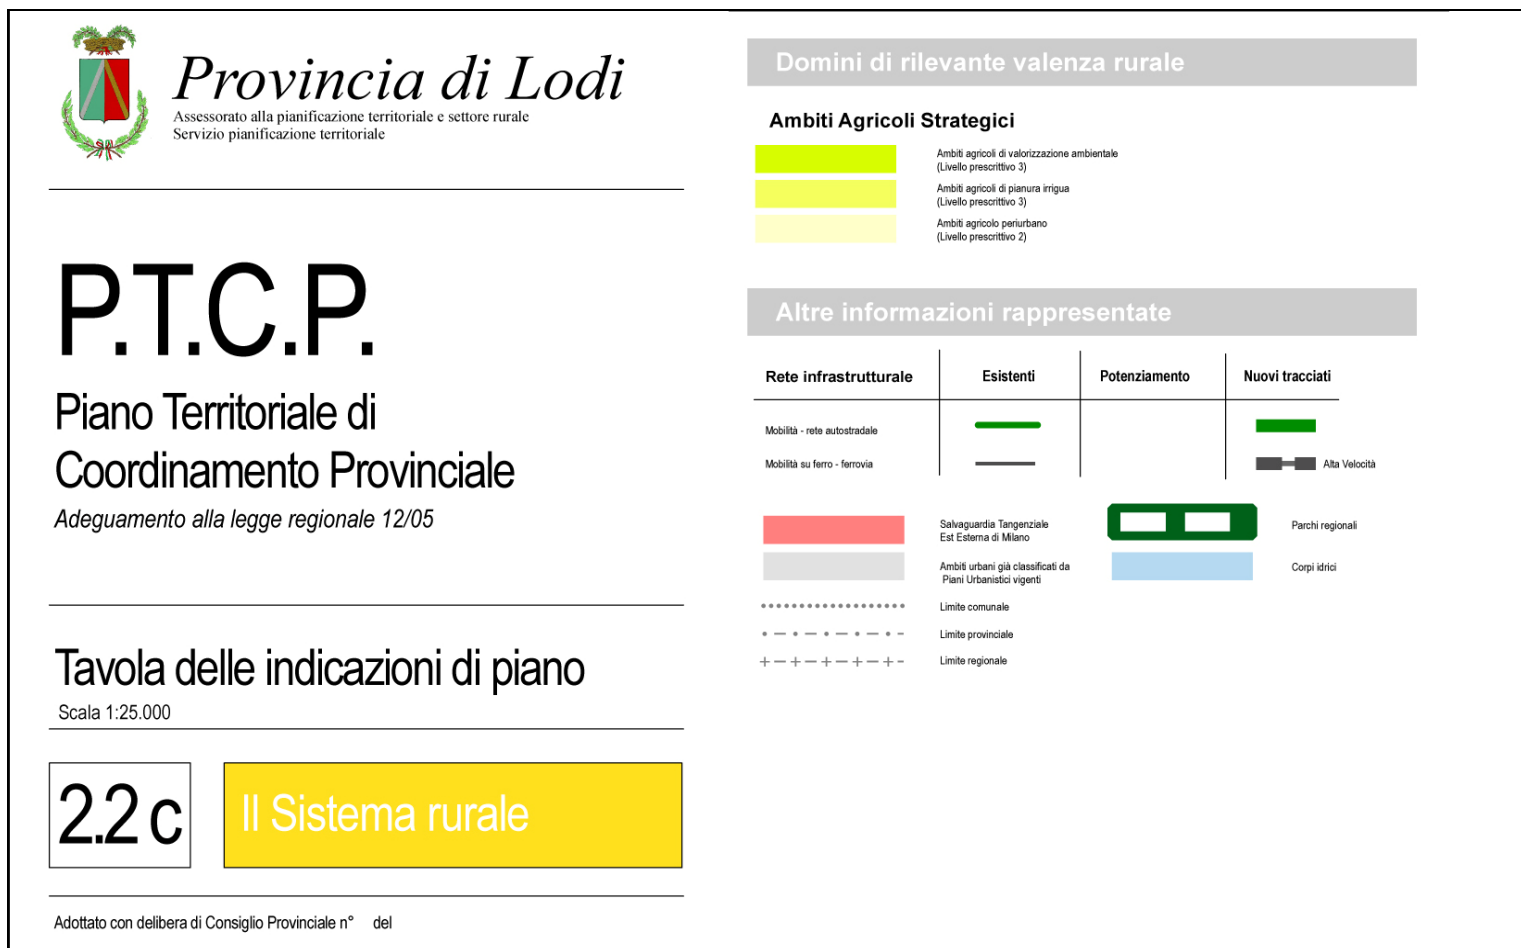 Provincia di Lodi
Assessorato alla pianificazione territoriale e settore rurale
Servizio pianificazione territoriale
P.T.C.P.
Piano Territoriale di
Coordinamento Provinciale
Adeguamento alla legge regionale 12/05
Tavola delle indicazioni di piano
Scala 1:25.000
2.2 c
Il Sistema rurale
Adottato con delibera di Consiglio Provinciale n° del
Domini di rilevante valenza rurale
Ambiti Agricoli Strategici
Ambiti agricoli di valorizzazione ambientale
(Livello prescrittivo 3)
Ambiti agricoli di pianura irrigua
(Livello prescrittivo 3)
Ambiti agricolo periurbano
(Livello prescrittivo 2)
Altre informazioni rappresentate
Rete infrastrutturale Esistenti Potenziamento Nuovi tracciati
Mobilità - rete autostradale
Mobilità su ferro - ferrovia Alta Velocità
Salvaguardia Tangenziale
Est Esterna di Milano
Parchi regionali
Ambiti urbani già classificati da
Piani Urbanistici vigenti
Corpi idrici
Limite comunale
Limite provinciale
Limite regionale